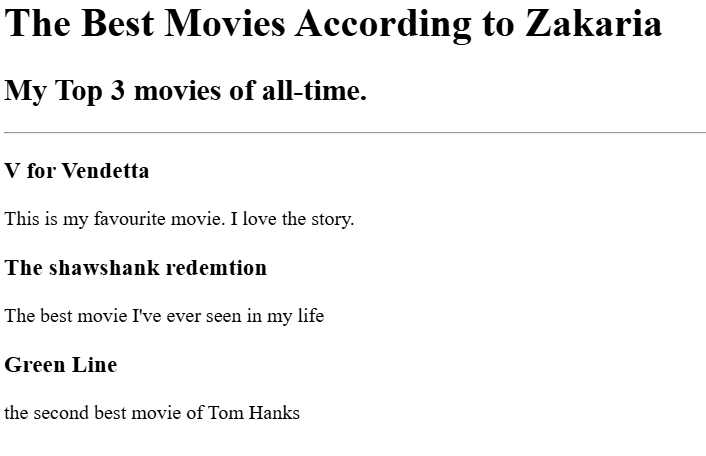 The Best Movies According to Zakaria
My Top 3 movies of all-time.
V for Vendetta
This is my favourite movie. I love the story.
The shawshank redemtion
The best movie I've ever seen in my life
Green Line
the second best movie of Tom Hanks